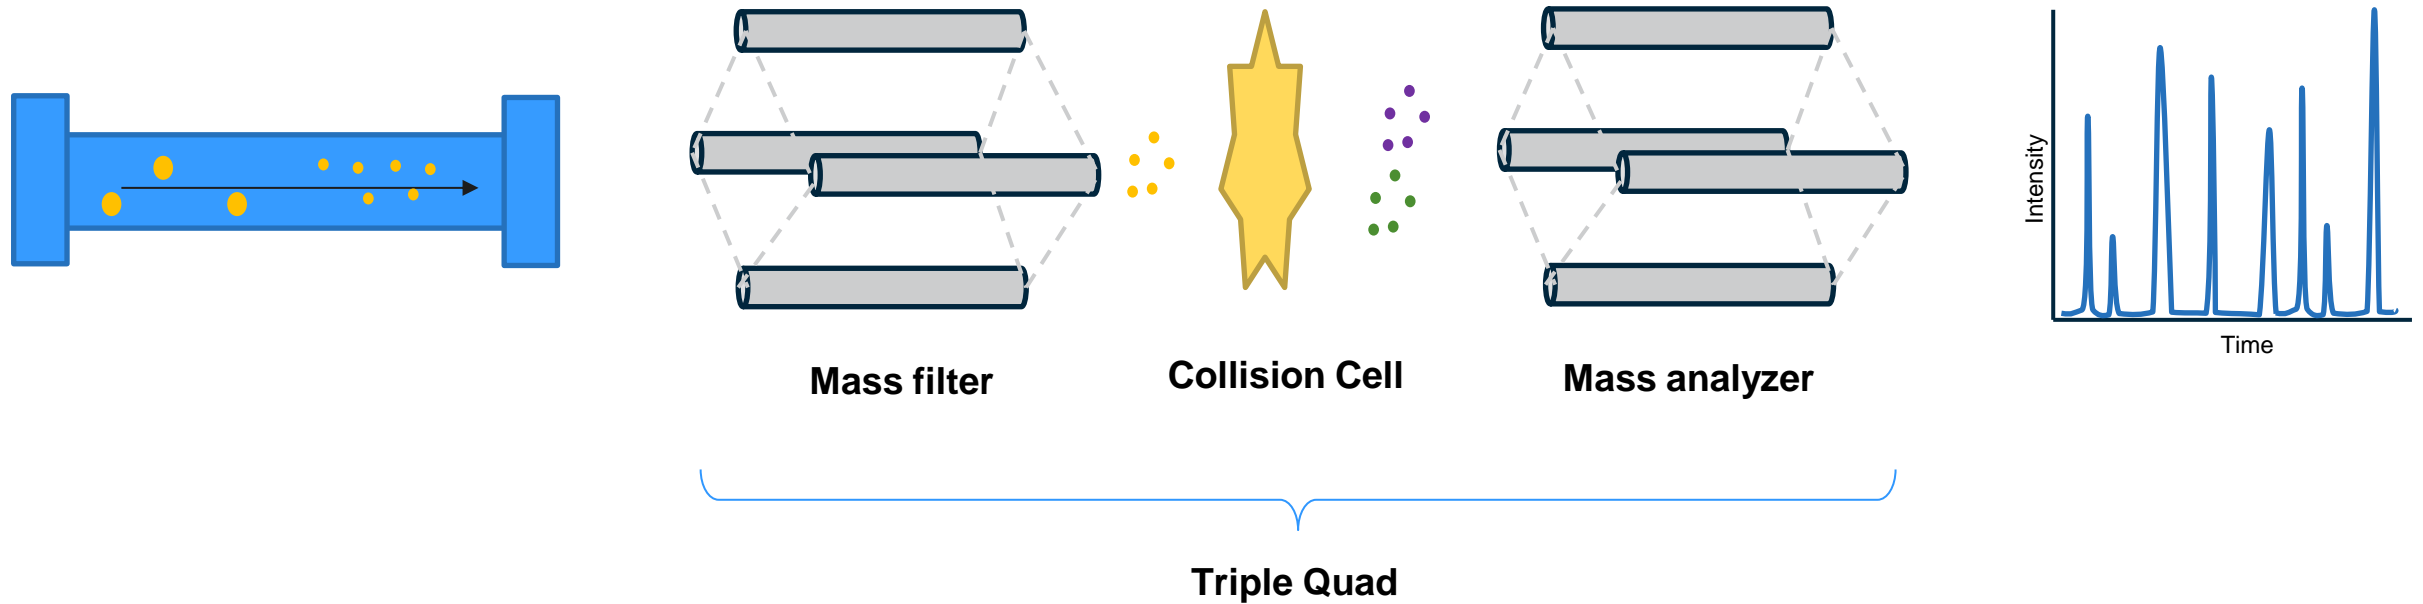 Mass filter
Collision Cell
Mass analyzer
Triple Quad
Intensity
Time